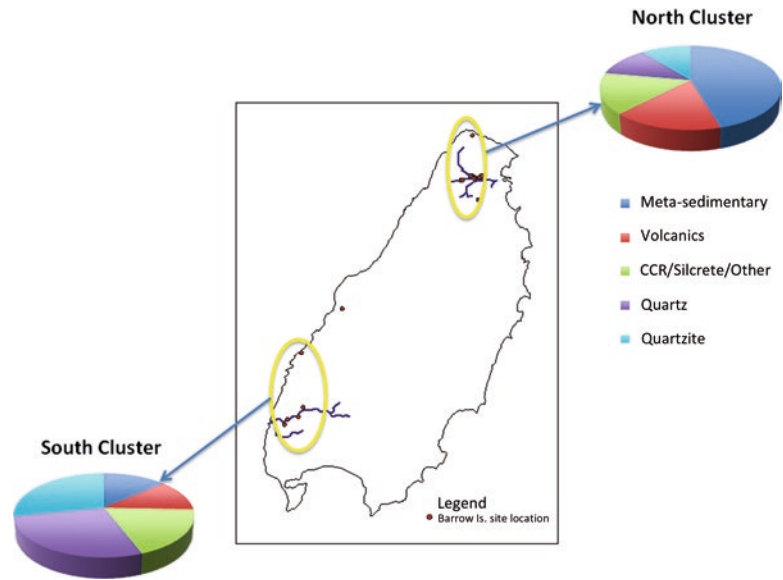 North Cluster
Meta-sedimentary
Volcanics
CCR/Silcrete/Other
Quartz
Quartzite
South Cluster
Legend
Barrow Is. site location